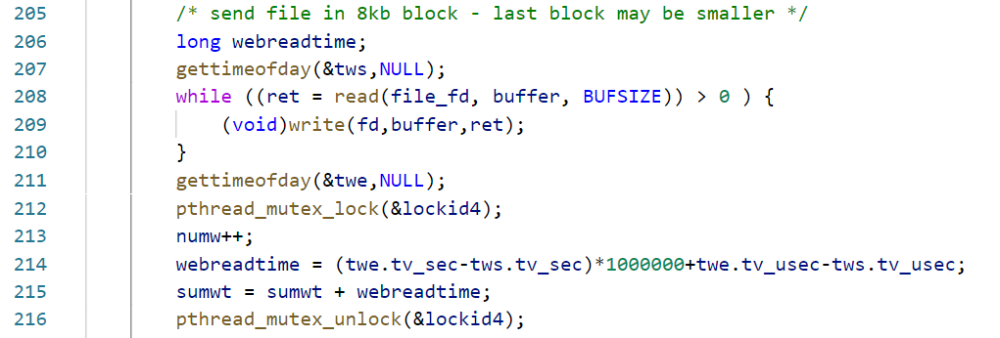 205 /* send file in 8kb block - last block may be smaller */
206 long webreadtime;
207 gettimeofday(&tws,NULL);
208 while ((ret = read(file_fd, buffer, BUFSIZE)) > 0 ) {
209 (void)write(fd,buffer,ret);
210 }
211 gettimeofday(&twe,NULL);
212 pthread_mutex_lock(&lockid4);
213 numw++;
214 webreadtime = (twe.tv_sec-tws.tv_sec)*1000000+twe.tv_usec-tws.tv_usec;
215 sumwt = sumwt + webreadtime;
216 pthread_mutex_unlock(&lockid4);